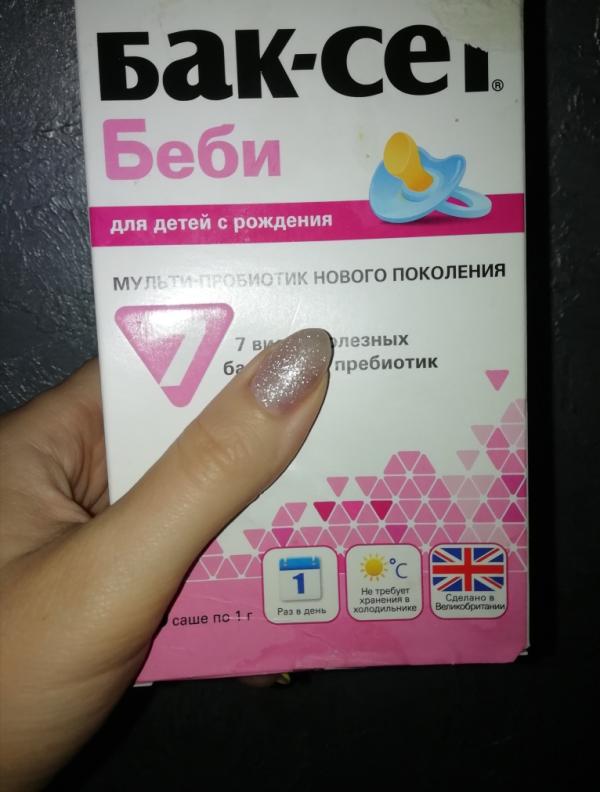 Бак-сет®
Беби
для детей с рождения
МУЛЬТИ-ПРОБИОТИК НОВОГО ПОКОЛЕНИЯ
7
7
пребиотик
1
°C
Раз в день
Не требует
хранения в
холодильнике
Сделано в
Великобритании
саше по 1 г